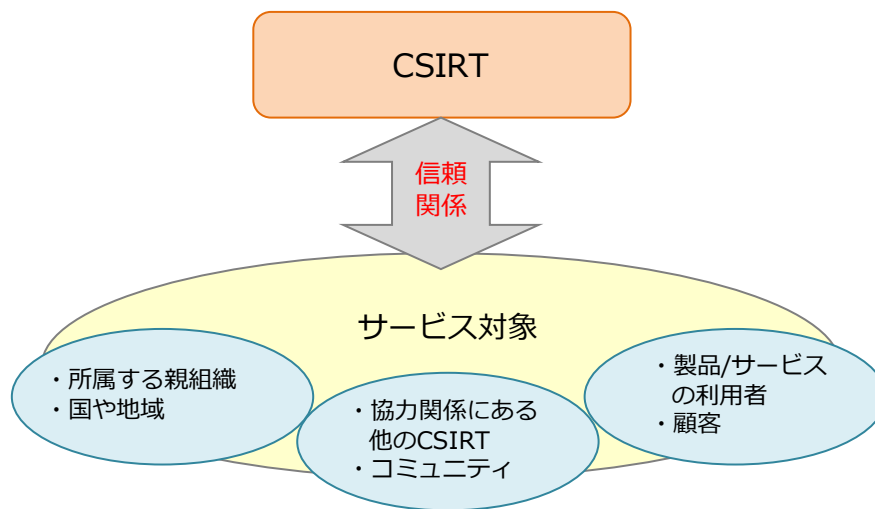 CSIRT
信頼
関係
サービス対象
・所属する親組織
・国や地域
・協力関係にある
他のCSIRT
・コミュニティ
・製品/サービス
の利用者
・顧客